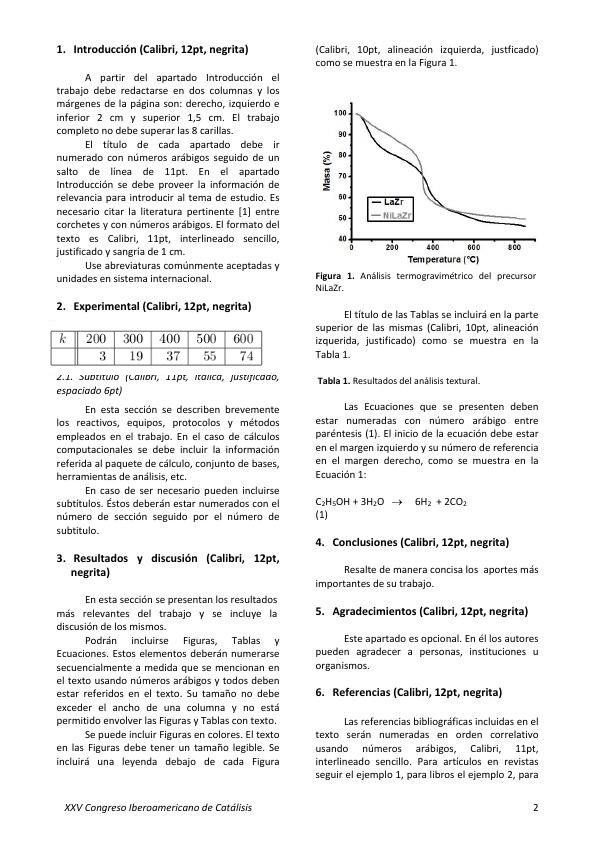 1. Introducción (Calibri, 12pt, negrita)
A partir del apartado Introducción el
trabajo debe redactarse en dos columnas y los
márgenes de la página son: derecho, izquierdo e
inferior 2 cm y superior 1,5 cm. El trabajo
completo no debe superar las 8 carillas.
El título de cada apartado debe ir
numerado con números arábigos seguido de un
salto de línea de 11pt. En el apartado
Introducción se debe proveer la información de
relevancia para introducir al tema de estudio. Es
necesario citar la literatura pertinente [1] entre
corchetes y con números arábigos. El formato del
texto es Calibri, 11pt, interlineado sencillo,
justificado y sangría de 1 cm.
Use abreviaturas comúnmente aceptadas y
unidades en sistema internacional.
2. Experimental (Calibri, 12pt, negrita)
k 200 300 400 500 600
3 19 37 55 74
2.1. Subtítulo (Calibri, 11pt, itálica, justificado,
espaciado 6pt)
En esta sección se describen brevemente
los reactivos, equipos, protocolos y métodos
empleados en el trabajo. En el caso de cálculos
computacionales se debe incluir la información
referida al paquete de cálculo, conjunto de bases,
herramientas de análisis, etc.
En caso de ser necesario pueden incluirse
subtítulos. Éstos deberán estar numerados con el
número de sección seguido por el número de
subtitulo.
3. Resultados y discusión (Calibri, 12pt,
negrita)
En esta sección se presentan los resultados
más relevantes del trabajo y se incluye la
discusión de los mismos.
Podrán incluirse Figuras, Tablas y
Ecuaciones. Estos elementos deberán numerarse
secuencialmente a medida que se mencionan en
el texto usando números arábigos y todos deben
estar referidos en el texto. Su tamaño no debe
exceder el ancho de una columna y no está
permitido envolver las Figuras y Tablas con texto.
Se puede incluir Figuras en colores. El texto
en las Figuras debe tener un tamaño legible. Se
incluirá una leyenda debajo de cada Figura
(Calibri, 10pt, alineación izquierda, justficado)
como se muestra en la Figura 1.
100
90
80
70
60
50
40
Masa (%)
LaZr
NiLaZr
0 200 400 600 800
Temperatura (°C)
Figura 1. Análisis termogravimétrico del precursor
NiLaZr.
El título de las Tablas se incluirá en la parte
superior de las mismas (Calibri, 10pt, alineación
izquierda, justificado) como se muestra en la
Tabla 1.
Tabla 1. Resultados del análisis textural.
Las Ecuaciones que se presenten deben
estar numeradas con número arábigo entre
paréntesis (1). El inicio de la ecuación debe estar
en el margen izquierdo y su número de referencia
en el margen derecho, como se muestra en la
Ecuación 1:
C₂H₅OH + 3H₂O → 6H₂ + 2CO₂
(1)
4. Conclusiones (Calibri, 12pt, negrita)
Resalte de manera concisa los aportes más
importantes de su trabajo.
5. Agradecimientos (Calibri, 12pt, negrita)
Este apartado es opcional. En él los autores
pueden agradecer a personas, instituciones u
organismos.
6. Referencias (Calibri, 12pt, negrita)
Las referencias bibliográficas incluidas en el
texto serán numeradas en orden correlativo
usando números arábigos, Calibri, 11pt,
interlineado sencillo. Para artículos en revistas
seguir el ejemplo 1, para libros el ejemplo 2, para
XXV Congreso Iberoamericano de Catálisis 2